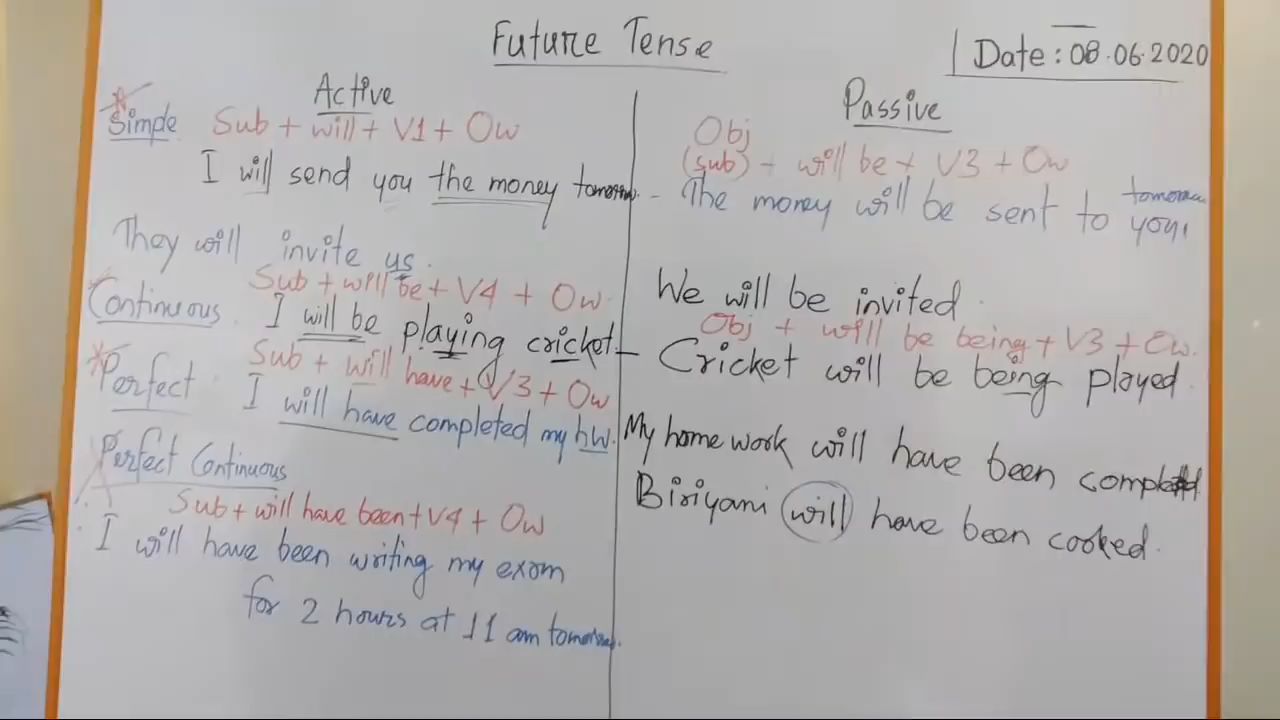 Future Tense
Date: 08.06.2020
Active
Simple Sub + will + V1 + Ow
I will send you the money tomorrow.
They will invite us.
Sub + will be + V4 + Ow
Continuous I will be playing cricket
Sub + will have + V3 + Ow
Perfect I will have completed my hw.
Perfect Continuous
Sub + will have been + V4 + Ow
I will have been writing my exam
for 2 hours at 11 am tomorrow.
Passive
Obj
(sub) + will be + V3 + Ow
- The money will be sent to you tomorrow
We will be invited.
Obj + will be being + V3 + Ow.
Cricket will be being played.
My home work will have been completed
Biriyani will have been cooked.